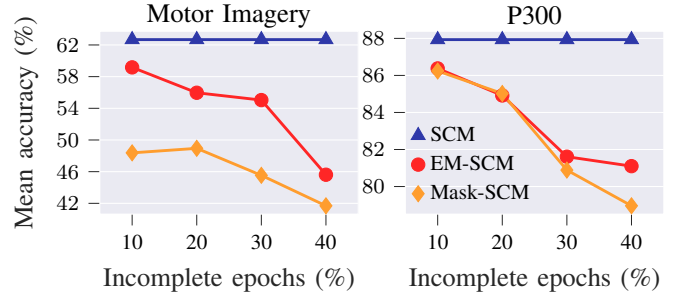 Motor Imagery
P300
Mean accuracy (%)
62
58
54
50
46
42
10 20 30 40
Incomplete epochs (%)
88
86
84
82
80
SCM
EM-SCM
Mask-SCM
10 20 30 40
Incomplete epochs (%)